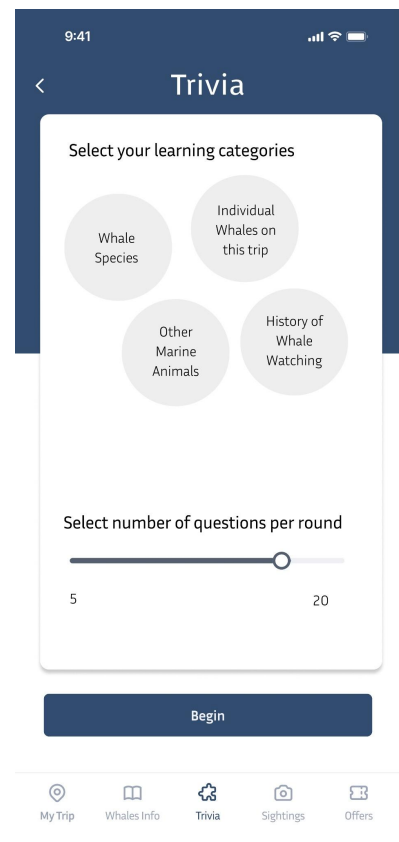 9:41
Trivia
Select your learning categories
Individual
Whales on
this trip
Whale
Species
Other
Marine
Animals
History of
Whale
Watching
Select number of questions per round
5
20
Begin
My Trip
Whales Info
Trivia
Sightings
Offers